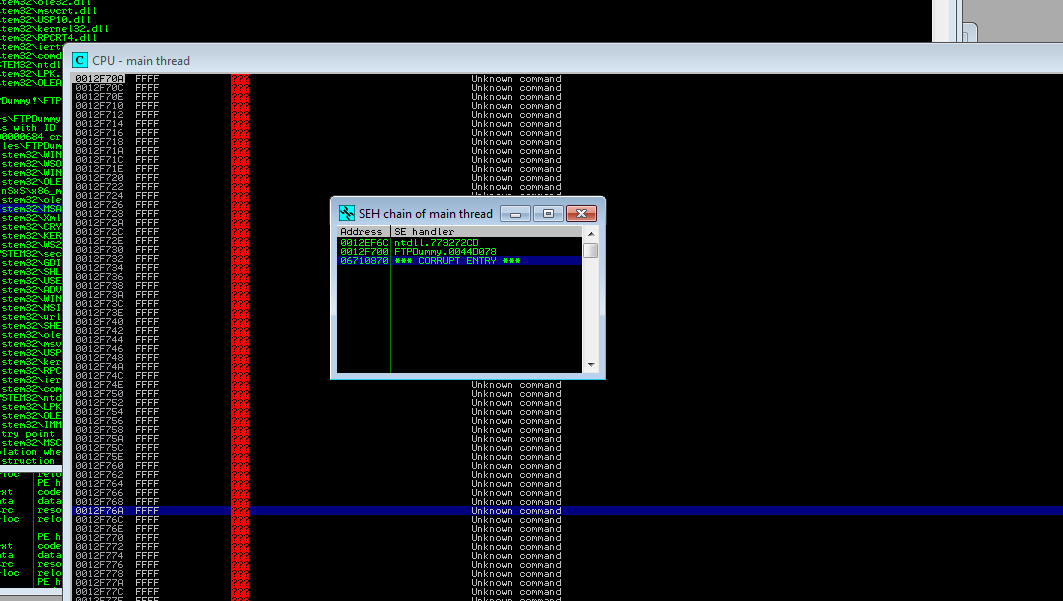 tem32\ole32.dll
tem32\msvcrt.dll
tem32\USP10.dll
tem32\kernel32.dll
tem32\RPCRT4.dll
tem32\iert
tem32\comd
STEM32\ntdl
tem32\LPK.
tem32\OLEA
PDummy!\FTP
s\FTPDummy
s with ID
00000684 cr
les\FTPDum
stem32\WIN
stem32\WSO
stem32\WIN
stem32\OLE
nSxS\x86_m
stem32\ole
stem32\MSA
stem32\Xml
stem32\CRY
stem32\KER
stem32\WS2
YSTEM32\sec
stem32\GDI
stem32\SHL
stem32\USE
stem32\ADV
stem32\WIN
stem32\NSI
stem32\url
stem32\SHE
stem32\ole
stem32\msv
stem32\USP
stem32\ker
stem32\RPC
stem32\ier
stem32\com
YSTEM32\ntd
stem32\LPK
stem32\OLE
stem32\IMM
try point
stem32\MSC
olation whe
struction
loc relo
PE h
xt code
ata data
rc reso
loc relo
PE h
xt code
ata data
rc reso
loc relo
PE h
C CPU - main thread
0012F70A FFFF ??? Unknown command
0012F70C FFFF ??? Unknown command
0012F70E FFFF ??? Unknown command
0012F710 FFFF ??? Unknown command
0012F712 FFFF ??? Unknown command
0012F714 FFFF ??? Unknown command
0012F716 FFFF ??? Unknown command
0012F718 FFFF ??? Unknown command
0012F71A FFFF ??? Unknown command
0012F71C FFFF ??? Unknown command
0012F71E FFFF ??? Unknown command
0012F720 FFFF ??? Unknown command
0012F722 FFFF ??? Unknown command
0012F724 FFFF ???
0012F726 FFFF ???
0012F728 FFFF ???
0012F72A FFFF ???
0012F72C FFFF ???
0012F72E FFFF ???
0012F730 FFFF ???
0012F732 FFFF ???
0012F734 FFFF ???
0012F736 FFFF ???
0012F738 FFFF ???
0012F73A FFFF ???
0012F73C FFFF ???
0012F73E FFFF ???
0012F740 FFFF ???
0012F742 FFFF ???
0012F744 FFFF ???
0012F746 FFFF ???
0012F748 FFFF ???
0012F74A FFFF ???
0012F74C FFFF ???
0012F74E FFFF ??? Unknown command
0012F750 FFFF ??? Unknown command
0012F752 FFFF ??? Unknown command
0012F754 FFFF ??? Unknown command
0012F756 FFFF ??? Unknown command
0012F758 FFFF ??? Unknown command
0012F75A FFFF ??? Unknown command
0012F75C FFFF ??? Unknown command
0012F75E FFFF ??? Unknown command
0012F760 FFFF ??? Unknown command
0012F762 FFFF ??? Unknown command
0012F764 FFFF ??? Unknown command
0012F766 FFFF ??? Unknown command
0012F768 FFFF ??? Unknown command
0012F76A FFFF ??? Unknown command
0012F76C FFFF ??? Unknown command
0012F76E FFFF ??? Unknown command
0012F770 FFFF ??? Unknown command
0012F772 FFFF ??? Unknown command
0012F774 FFFF ??? Unknown command
0012F776 FFFF ??? Unknown command
0012F778 FFFF ??? Unknown command
0012F77A FFFF ??? Unknown command
0012F77C FFFF ??? Unknown command
0012F77E FFFF ??? Unknown command
SEH chain of main thread
Address SE handler
0012EF6C ntdll.773272CD
0012F700 FTPDummy.0044D078
06710870 *** CORRUPT ENTRY ***